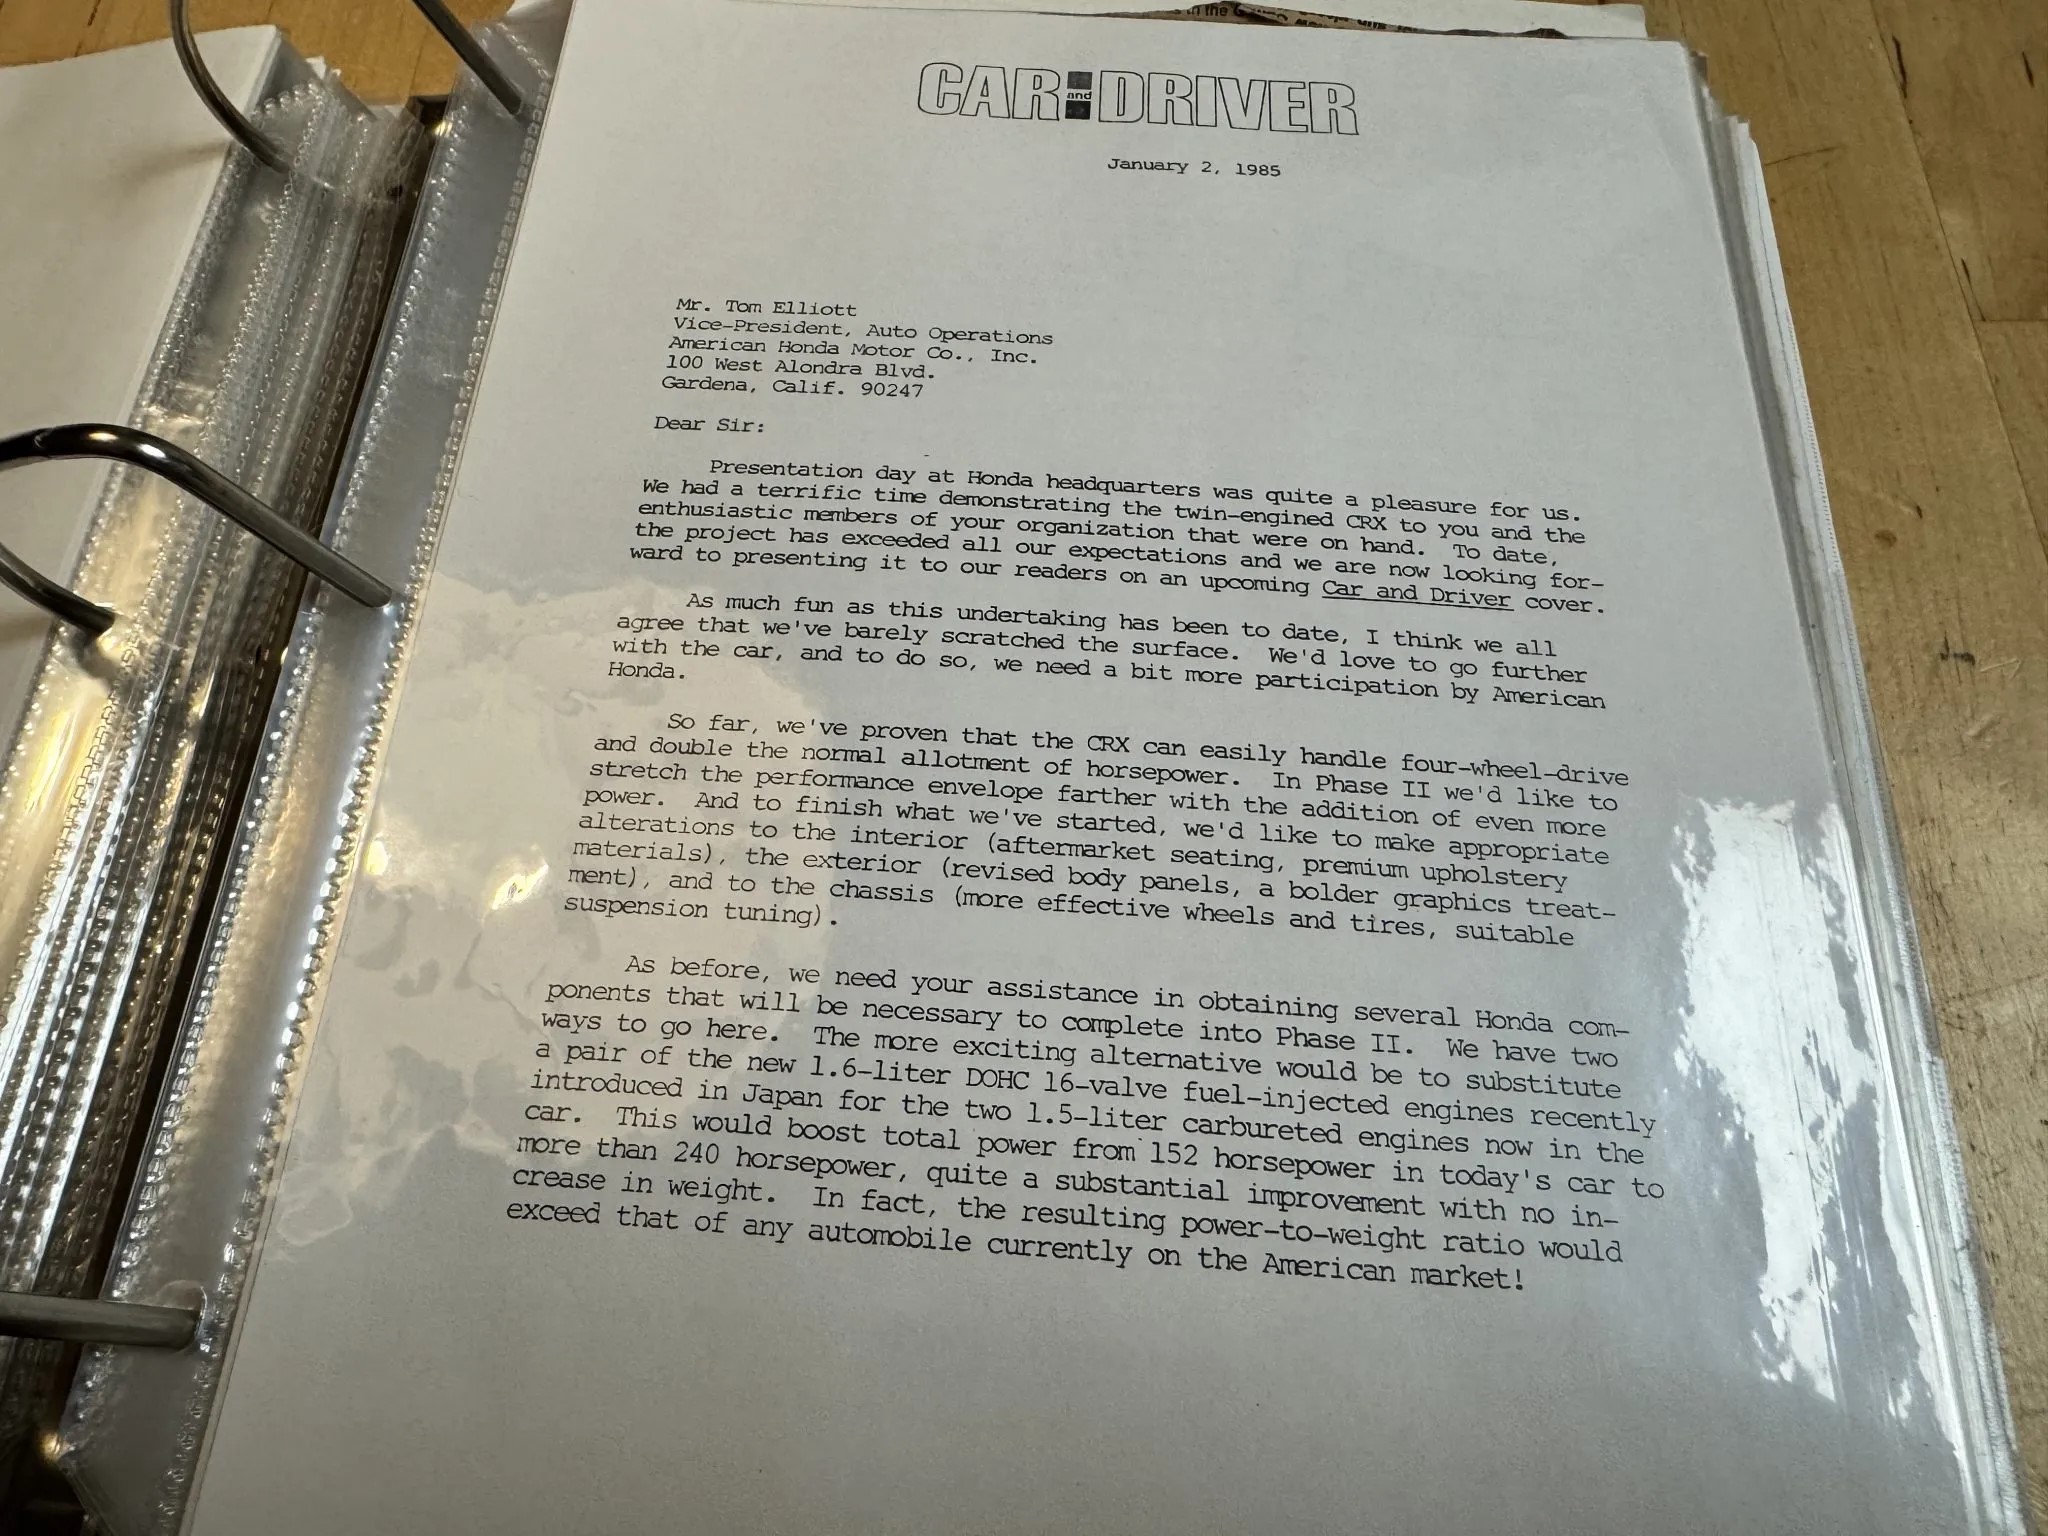 in the
CAR and DRIVER
January 2, 1985
Mr. Tom Elliott
Vice-President, Auto Operations
American Honda Motor Co., Inc.
100 West Alondra Blvd.
Gardena, Calif. 90247
Dear Sir:
Presentation day at Honda headquarters was quite a pleasure for us.
We had a terrific time demonstrating the twin-engined CRX to you and the
enthusiastic members of your organization that were on hand. To date,
the project has exceeded all our expectations and we are now looking for-
ward to presenting it to our readers on an upcoming Car and Driver cover.
As much fun as this undertaking has been to date, I think we all
agree that we've barely scratched the surface. We'd love to go further
with the car, and to do so, we need a bit more participation by American
Honda.
So far, we've proven that the CRX can easily handle four-wheel-drive
and double the normal allotment of horsepower. In Phase II we'd like to
stretch the performance envelope farther with the addition of even more
power. And to finish what we've started, we'd like to make appropriate
alterations to the interior (aftermarket seating, premium upholstery
materials), the exterior (revised body panels, a bolder graphics treat-
ment), and to the chassis (more effective wheels and tires, suitable
suspension tuning).
As before, we need your assistance in obtaining several Honda com-
ponents that will be necessary to complete into Phase II. We have two
ways to go here. The more exciting alternative would be to substitute
a pair of the new 1.6-liter DOHC 16-valve fuel-injected engines recently
introduced in Japan for the two 1.5-liter carbureted engines now in the
car. This would boost total power from 152 horsepower in today's car to
more than 240 horsepower, quite a substantial improvement with no in-
crease in weight. In fact, the resulting power-to-weight ratio would
exceed that of any automobile currently on the American market!